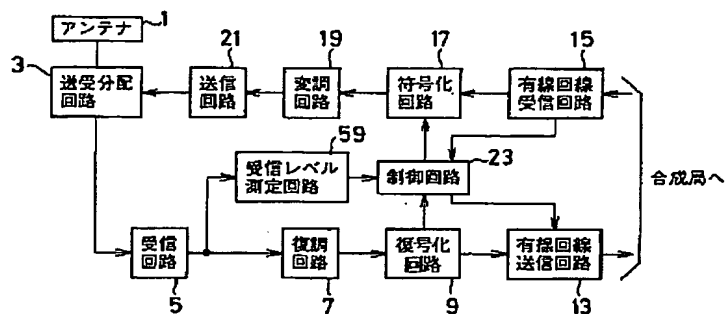 アンテナ
1
3
送受分配
回路
21
送信
回路
19
変調
回路
17
符号化
回路
15
有線回線
受信回路
59
受信レベル
測定回路
23
制御回路
合成局へ
受信
回路
5
復調
回路
7
復号化
回路
9
有線回線
送信回路
13